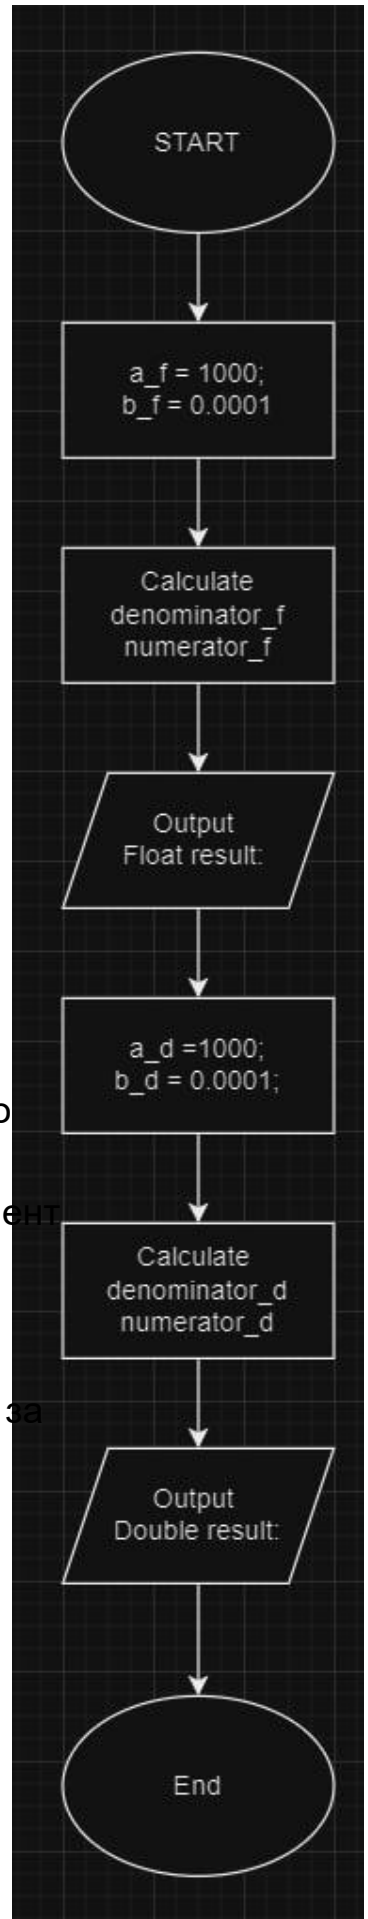 START
a_f = 1000;
b_f = 0.0001
Calculate
denominator_f
numerator_f
Output
Float result:
a_d =1000;
b_d = 0.0001;
Calculate
denominator_d
numerator_d
Output
Double result:
End
за